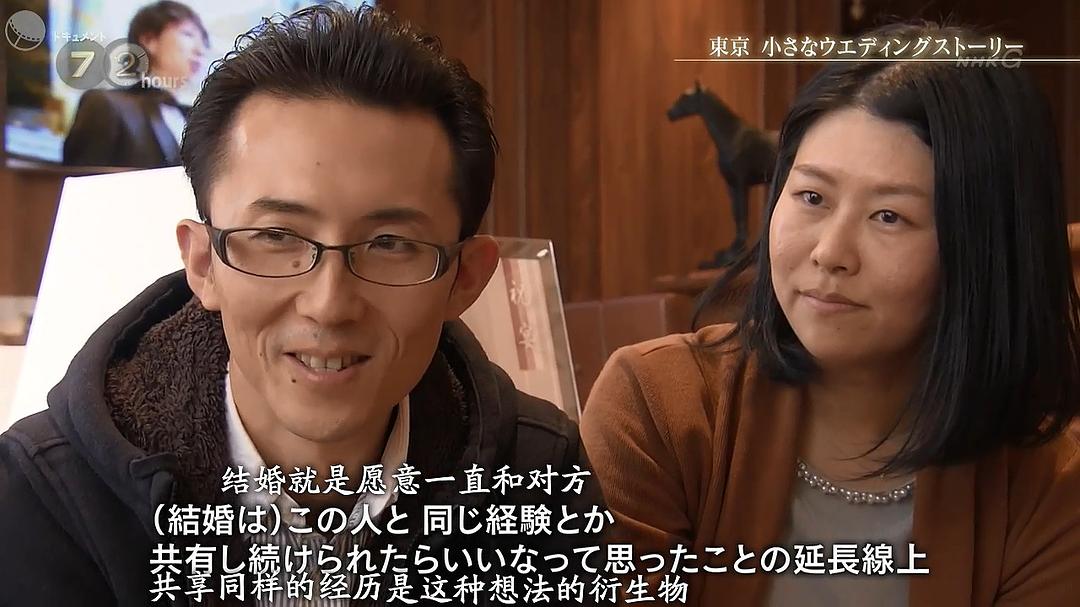 ドキュメント
72
hours
東京 小さなウエディングストーリー
NHKG
祝宴
结婚就是愿意一直和对方
（結婚は）この人と 同じ経験とか
共有し続けられたらいいなって思ったことの延長線上
共享同样的经历是这种想法的衍生物